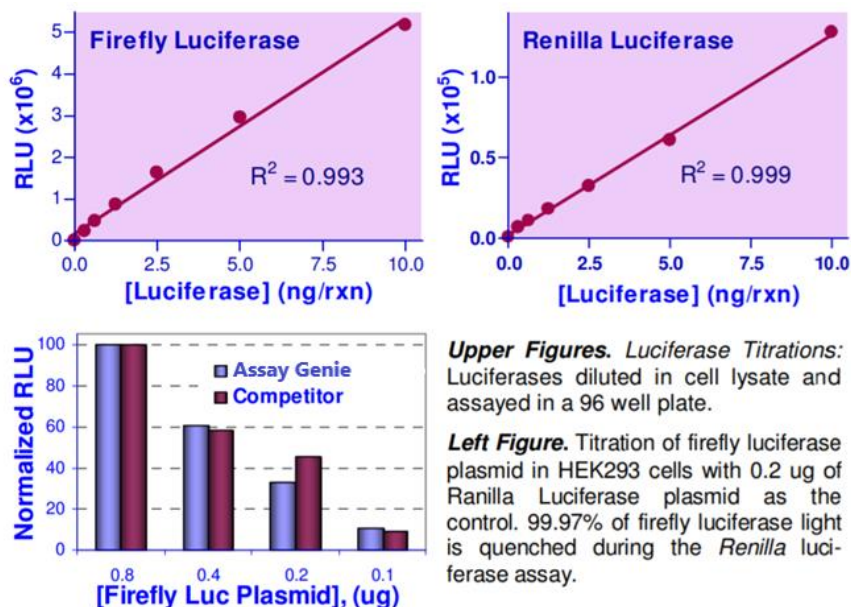 Firefly Luciferase
RLU (x10⁶)
5
4
3
2
1
0
R² = 0.993
0.0 2.5 5.0 7.5 10.0
[Luciferase] (ng/rxn)
Renilla Luciferase
RLU (x10⁵)
1.0
0.5
0.0
R² = 0.999
0.0 2.5 5.0 7.5 10.0
[Luciferase] (ng/rxn)
Normalized RLU
100
80
60
40
20
0
Assay Genie
Competitor
0.8 0.4 0.2 0.1
[Firefly Luc Plasmid], (ug)
Upper Figures. Luciferase Titrations:
Luciferases diluted in cell lysate and
assayed in a 96 well plate.
Left Figure. Titration of firefly luciferase
plasmid in HEK293 cells with 0.2 ug of
Ranilla Luciferase plasmid as the
control. 99.97% of firefly luciferase light
is quenched during the Renilla luci-
ferase assay.